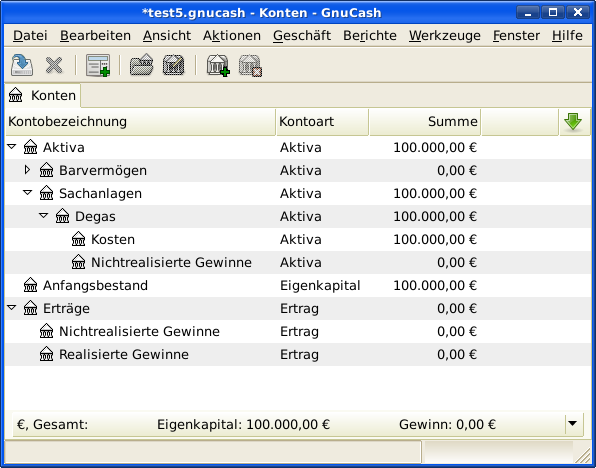 *test5.gnucash - Konten - GnuCash
Datei Bearbeiten Ansicht Aktionen Geschäft Berichte Werkzeuge Fenster Hilfe
Konten
Kontobezeichnung Kontoart Summe
Aktiva Aktiva 100.000,00 €
Barvermögen Aktiva 0,00 €
Sachanlagen Aktiva 100.000,00 €
Degas Aktiva 100.000,00 €
Kosten Aktiva 100.000,00 €
Nichtrealisierte Gewinne Aktiva 0,00 €
Anfangsbestand Eigenkapital 100.000,00 €
Erträge Ertrag 0,00 €
Nichtrealisierte Gewinne Ertrag 0,00 €
Realisierte Gewinne Ertrag 0,00 €
€, Gesamt: Eigenkapital: 100.000,00 € Gewinn: 0,00 €